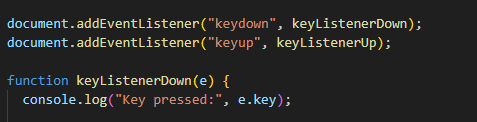 document.addEventListener("keydown", keyListenerDown);
document.addEventListener("keyup", keyListenerUp);
function keyListenerDown(e) {
console.log("Key pressed:", e.key);